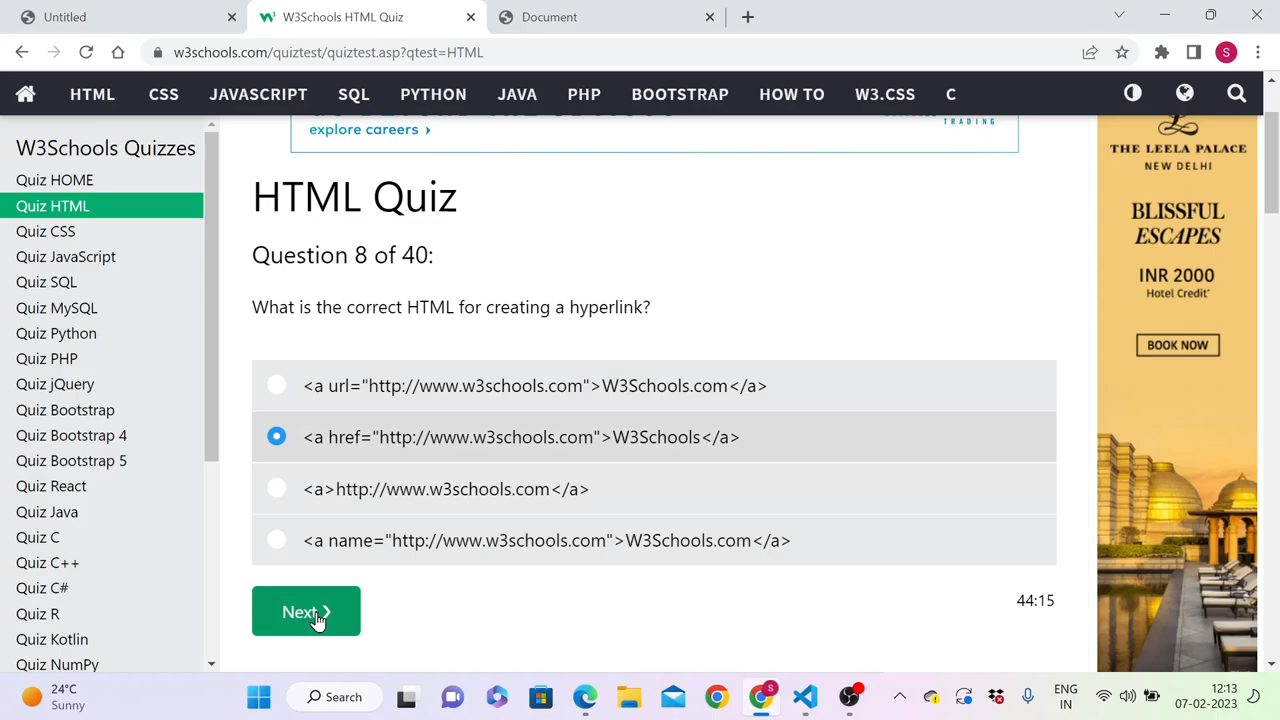 Untitled
W3Schools HTML Quiz
Document
w3schools.com/quiztest/quiztest.asp?qtest=HTML
S
HTML CSS JAVASCRIPT SQL PYTHON JAVA PHP BOOTSTRAP HOW TO W3.CSS C
W3Schools Quizzes
Quiz HOME
Quiz HTML
Quiz CSS
Quiz JavaScript
Quiz SQL
Quiz MySQL
Quiz Python
Quiz PHP
Quiz jQuery
Quiz Bootstrap
Quiz Bootstrap 4
Quiz Bootstrap 5
Quiz React
Quiz Java
Quiz C
Quiz C++
Quiz C#
Quiz R
Quiz Kotlin
Quiz NumPy
explore careers ›
TRADING
HTML Quiz
Question 8 of 40:
What is the correct HTML for creating a hyperlink?
<a url="http://www.w3schools.com">W3Schools.com</a>
<a href="http://www.w3schools.com">W3Schools</a>
<a>http://www.w3schools.com</a>
<a name="http://www.w3schools.com">W3Schools.com</a>
Next ❯
44:15
THE LEELA PALACE
NEW DELHI
BLISSFUL
ESCAPES
INR 2000
Hotel Credit*
BOOK NOW
24°C
Sunny
Search
S
ENG
IN
12:13
07-02-2023